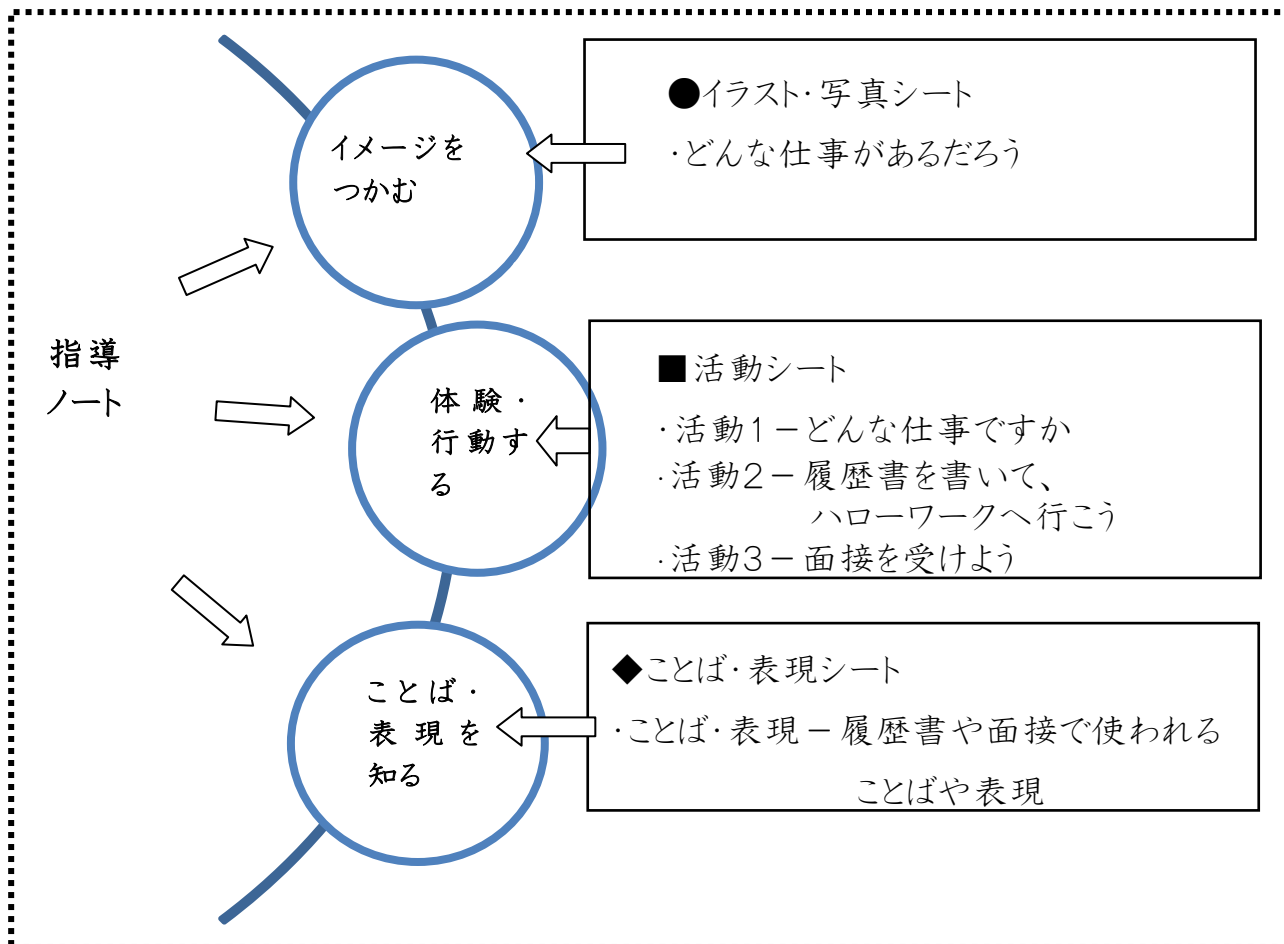 イメージを
つかむ
●イラスト・写真シート
・どんな仕事があるだろう
指導
ノート
体験・
行動す
る
■活動シート
・活動1－どんな仕事ですか
・活動2－履歴書を書いて、
ハローワークへ行こう
・活動3－面接を受けよう
ことば・
表現を
知る
◆ことば・表現シート
・ことば・表現－履歴書や面接で使われる
ことばや表現